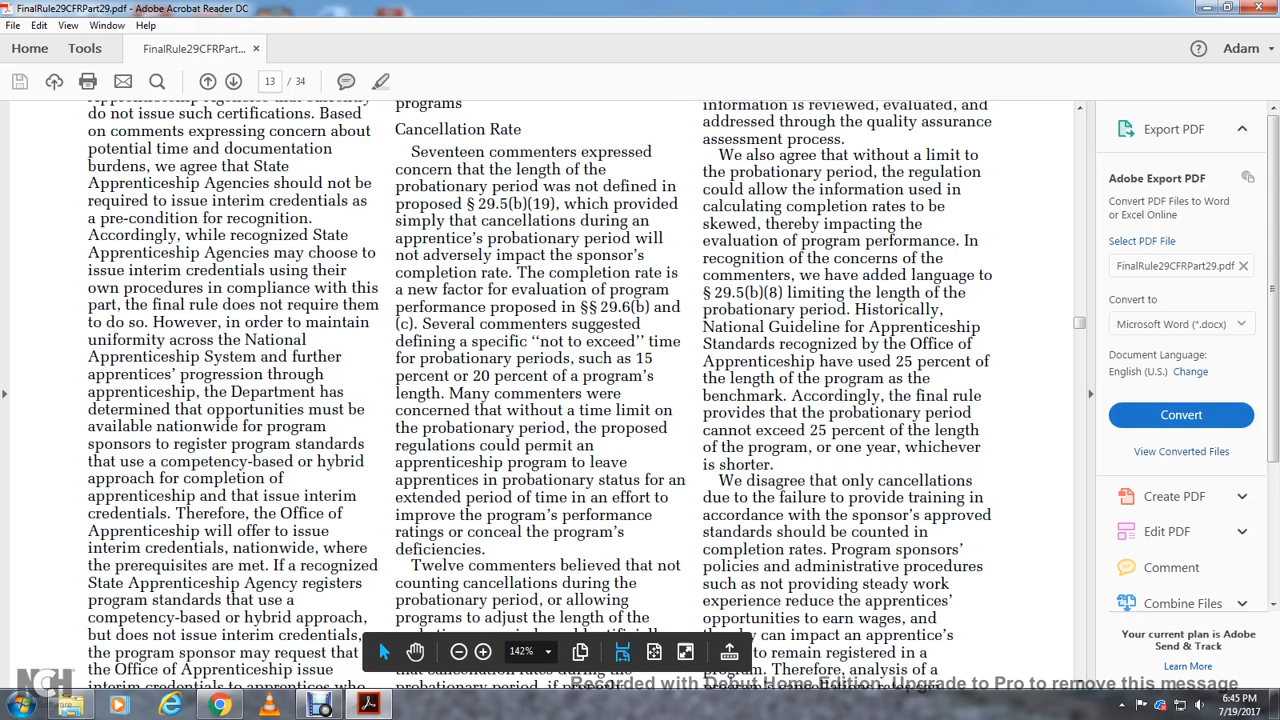 FinalRule29CFRPart29.pdf - Adobe Acrobat Reader DC
File Edit View Window Help
Home Tools FinalRule29CFRPart... × Adam
13 / 34
do not issue such certifications. Based
on comments expressing concern about
potential time and documentation
burdens, we agree that State
Apprenticeship Agencies should not be
required to issue interim credentials as
a pre-condition for recognition.
Accordingly, while recognized State
Apprenticeship Agencies may choose to
issue interim credentials using their
own procedures in compliance with this
part, the final rule does not require them
to do so. However, in order to maintain
uniformity across the National
Apprenticeship System and further
apprentices’ progression through
apprenticeship, the Department has
determined that opportunities must be
available nationwide for program
sponsors to register program standards
that use a competency-based or hybrid
approach for completion of
apprenticeship and that issue interim
credentials. Therefore, the Office of
Apprenticeship will offer to issue
interim credentials, nationwide, where
the prerequisites are met. If a recognized
State Apprenticeship Agency registers
program standards that use a
competency-based or hybrid approach,
but does not issue interim credentials,
the program sponsor may request that
the Office of Apprenticeship issue
interim credentials to apprentices who
programs
Cancellation Rate
Seventeen commenters expressed
concern that the length of the
probationary period was not defined in
proposed § 29.5(b)(19), which provided
simply that cancellations during an
apprentice’s probationary period will
not adversely impact the sponsor’s
completion rate. The completion rate is
a new factor for evaluation of program
performance proposed in §§ 29.6(b) and
(c). Several commenters suggested
defining a specific ‘‘not to exceed’’ time
for probationary periods, such as 15
percent or 20 percent of a program’s
length. Many commenters were
concerned that without a time limit on
the probationary period, the proposed
regulations could permit an
apprenticeship program to leave
apprentices in probationary status for an
extended period of time in an effort to
improve the program’s performance
ratings or conceal the program’s
deficiencies.
Twelve commenters believed that not
counting cancellations during the
probationary period, or allowing
programs to adjust the length of the
information is reviewed, evaluated, and
addressed through the quality assurance
assessment process.
We also agree that without a limit to
the probationary period, the regulation
could allow the information used in
calculating completion rates to be
skewed, thereby impacting the
evaluation of program performance. In
recognition of the concerns of the
commenters, we have added language to
§ 29.5(b)(8) limiting the length of the
probationary period. Historically,
National Guideline for Apprenticeship
Standards recognized by the Office of
Apprenticeship have used 25 percent of
the length of the program as the
benchmark. Accordingly, the final rule
provides that the probationary period
cannot exceed 25 percent of the length
of the program, or one year, whichever
is shorter.
We disagree that only cancellations
due to the failure to provide training in
accordance with the sponsor’s approved
standards should be counted in
completion rates. Program sponsors’
policies and administrative procedures
such as not providing steady work
experience reduce the apprentices’
opportunities to earn wages, and
can impact an apprentice’s
to remain registered in a
Therefore, analysis of a
142%
Export PDF
Adobe Export PDF
Convert PDF Files to Word
or Excel Online
Select PDF File
FinalRule29CFRPart29.pdf ×
Convert to
Microsoft Word (*.docx)
Document Language:
English (U.S.) Change
Convert
View Converted Files
Create PDF
Edit PDF
Comment
Combine Files
Your current plan is Adobe
Send & Track
Learn More
Recorded with Debut Home Edition. Upgrade to Pro to remove this message
NCH
Software
6:45 PM
7/19/2017